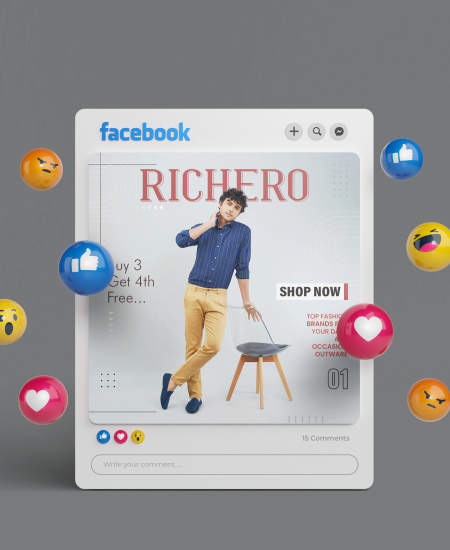 facebook
RICHERO
uy 3
Get 4th
Free...
SHOP NOW
TOP FASHIO
BRANDS F
YOUR DA
OCCASIO
OUTWARE
01
15 Comments
Write your comment....